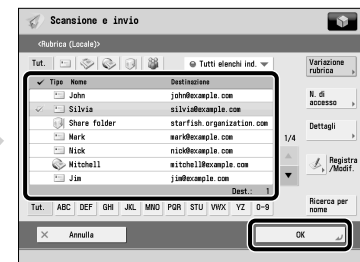 Scansione e invio
<Rubrica (Locale)>
Tut. Tutti elenchi ind. Variazione rubrica
Tipo Nome Destinazione
John john@example.com
Silvia silvia@example.com
Share folder starfish.organization.com
Mark mark@example.com
Nick nick@example.com
Mitchell mitchell@example.com
Jim jim@example.com
Dest.: 1
1/4
N. di accesso
Dettagli
Registra /Modif.
Ricerca per nome
Tut. ABC DEF GHI JKL MNO PQR STU VWX YZ 0-9
Annulla OK